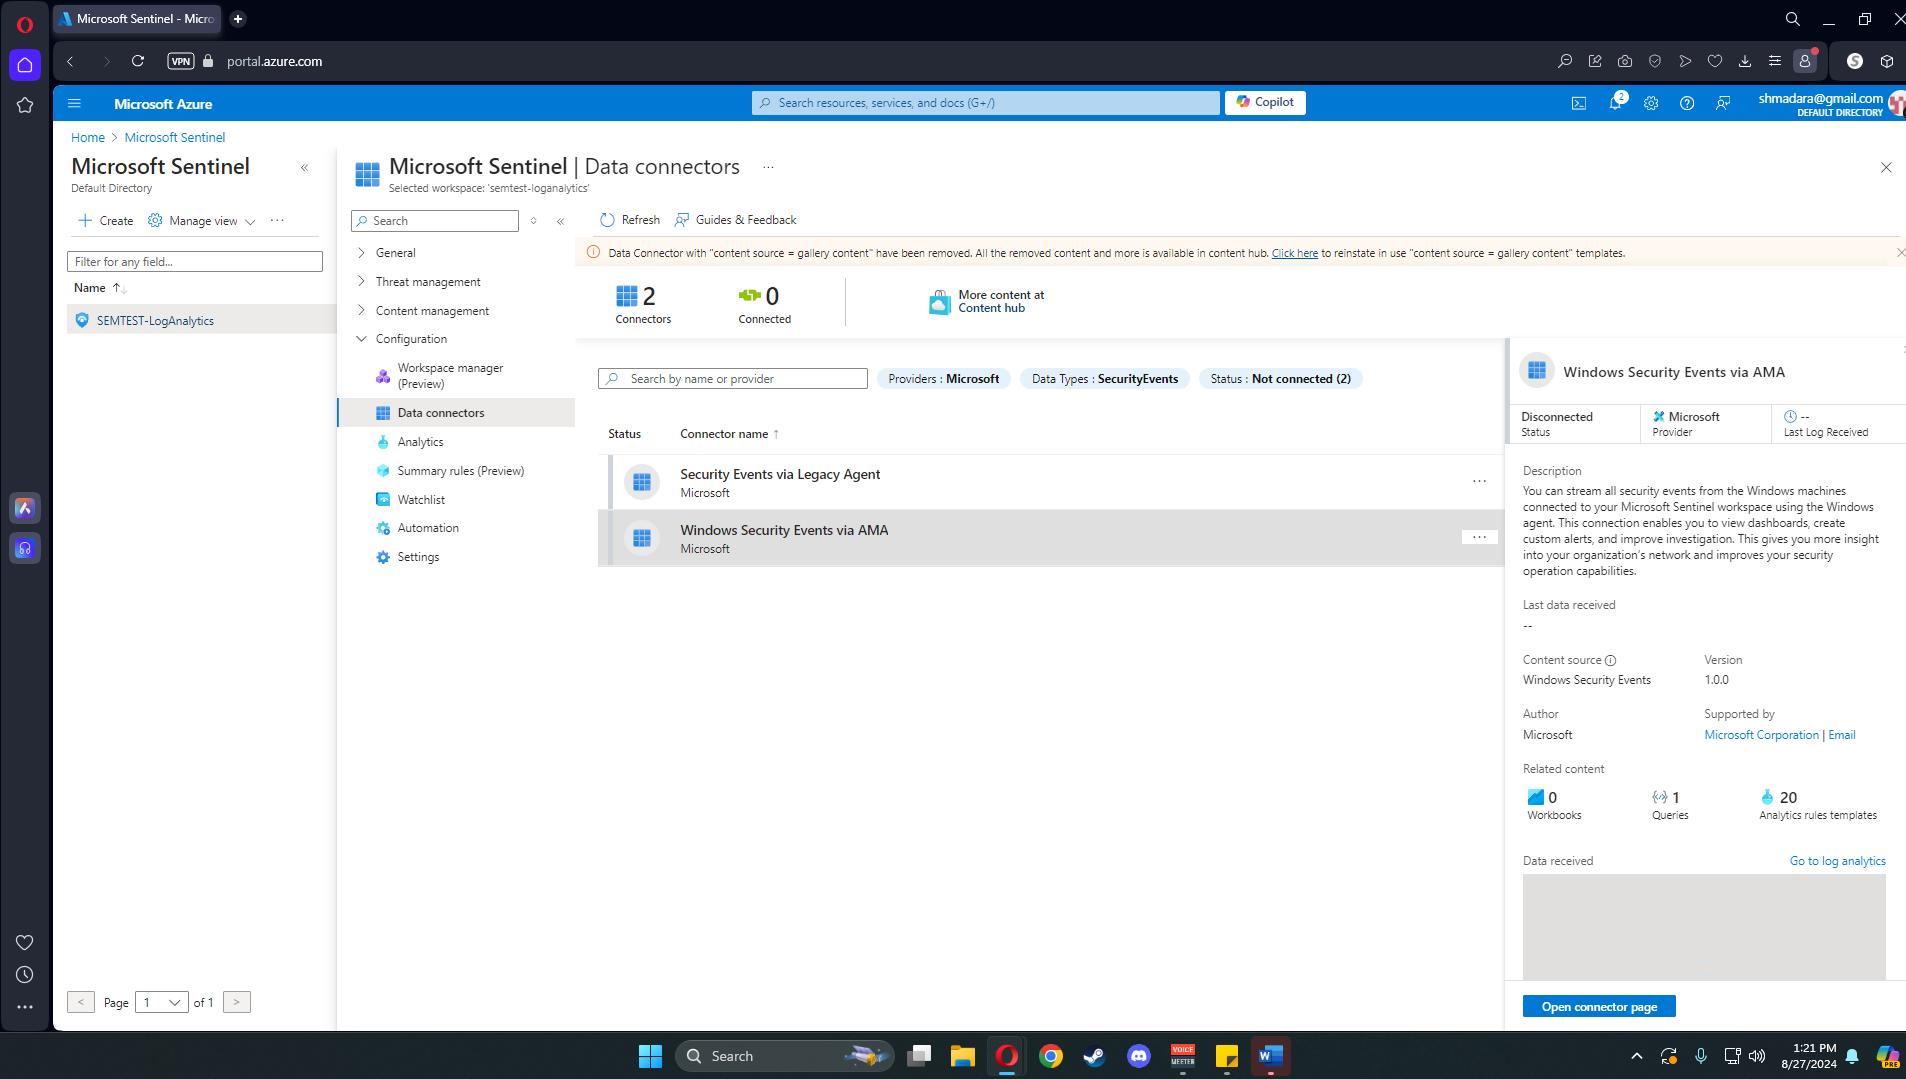 Microsoft Sentinel - Micro
VPN
portal.azure.com
S
Microsoft Azure
Search resources, services, and docs (G+/)
Copilot
2
shmadara@gmail.com
DEFAULT DIRECTORY
Home > Microsoft Sentinel
Microsoft Sentinel
Default Directory
Create
Manage view
Filter for any field...
Name
SEMTEST-LogAnalytics
Page 1 of 1
Microsoft Sentinel | Data connectors
Selected workspace: 'semtest-loganalytics'
Search
General
Threat management
Content management
Configuration
Workspace manager
(Preview)
Data connectors
Analytics
Summary rules (Preview)
Watchlist
Automation
Settings
Refresh
Guides & Feedback
Data Connector with "content source = gallery content" have been removed. All the removed content and more is available in content hub. Click here to reinstate in use "content source = gallery content" templates.
2
Connectors
0
Connected
More content at
Content hub
Search by name or provider
Providers : Microsoft
Data Types : SecurityEvents
Status : Not connected (2)
Status
Connector name
Security Events via Legacy Agent
Microsoft
Windows Security Events via AMA
Microsoft
Windows Security Events via AMA
Disconnected
Status
Microsoft
Provider
--
Last Log Received
Description
You can stream all security events from the Windows machines
connected to your Microsoft Sentinel workspace using the Windows
agent. This connection enables you to view dashboards, create
custom alerts, and improve investigation. This gives you more insight
into your organization's network and improves your security
operation capabilities.
Last data received
--
Content source
Windows Security Events
Version
1.0.0
Author
Microsoft
Supported by
Microsoft Corporation | Email
Related content
0
Workbooks
1
Queries
20
Analytics rules templates
Data received
Go to log analytics
Open connector page
Search
VOICE
MEETER
W
1:21 PM
8/27/2024
PRE